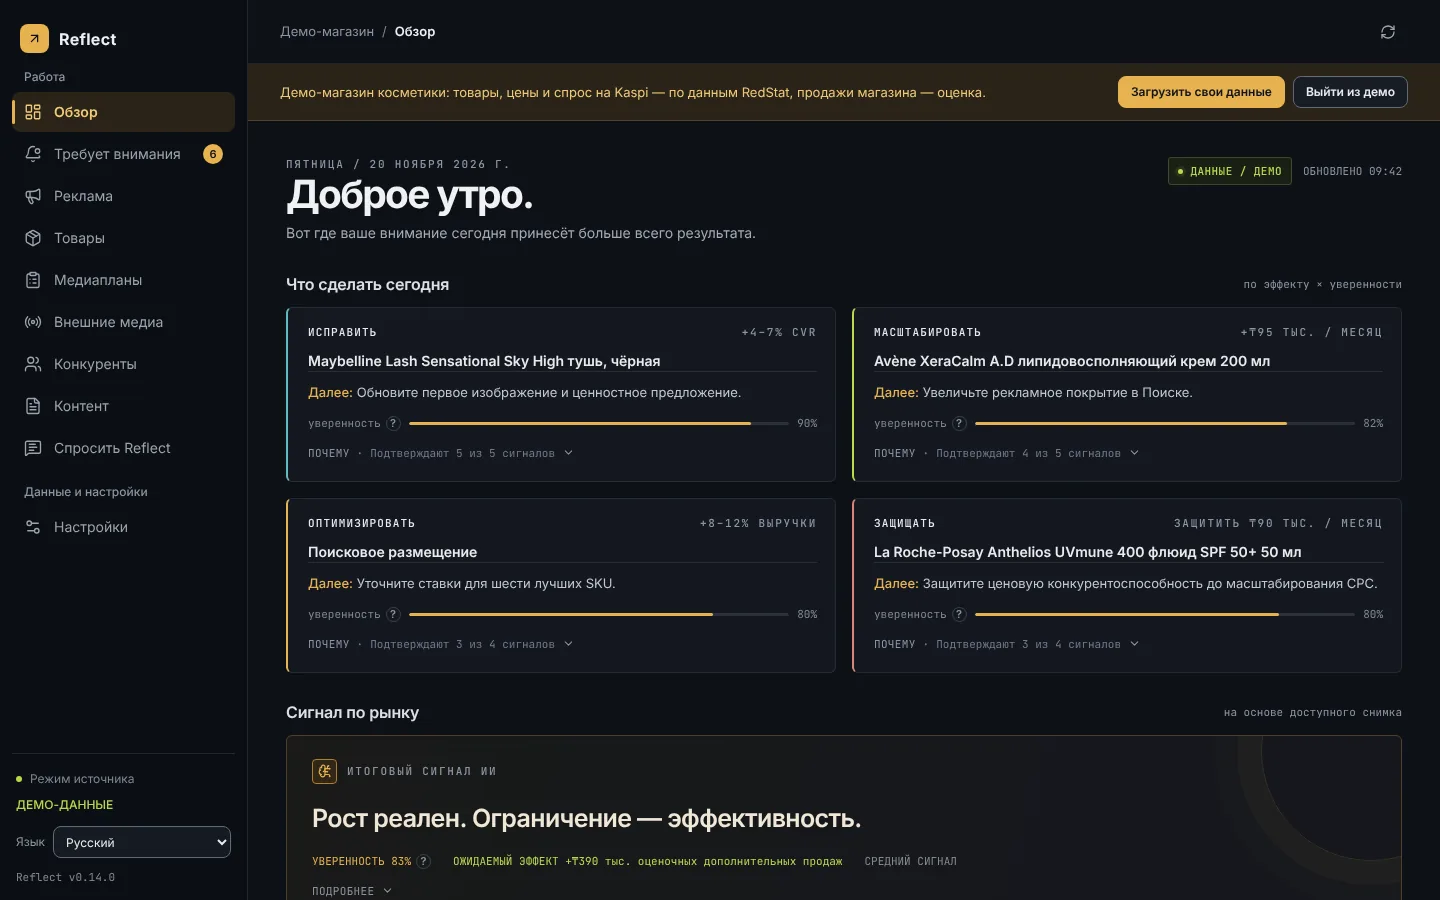 Reflect
Работа
Обзор
Требует внимания 6
Реклама
Товары
Медиапланы
Внешние медиа
Конкуренты
Контент
Спросить Reflect
Данные и настройки
Настройки
Режим источника
ДЕМО-ДАННЫЕ
Язык Русский
Reflect v0.14.0
Демо-магазин / Обзор
Демо-магазин косметики: товары, цены и спрос на Kaspi — по данным RedStat, продажи магазина — оценка.
Загрузить свои данные
Выйти из демо
ПЯТНИЦА / 20 НОЯБРЯ 2026 Г.
Доброе утро.
Вот где ваше внимание сегодня принесёт больше всего результата.
ДАННЫЕ / ДЕМО ОБНОВЛЕНО 09:42
Что сделать сегодня
по эффекту × уверенности
ИСПРАВИТЬ +4–7% CVR
Maybelline Lash Sensational Sky High тушь, чёрная
Далее: Обновите первое изображение и ценностное предложение.
уверенность ? 90%
ПОЧЕМУ · Подтверждают 5 из 5 сигналов
МАСШТАБИРОВАТЬ +₸95 ТЫС. / МЕСЯЦ
Avène XeraCalm A.D липидовосполняющий крем 200 мл
Далее: Увеличьте рекламное покрытие в Поиске.
уверенность ? 82%
ПОЧЕМУ · Подтверждают 4 из 5 сигналов
ОПТИМИЗИРОВАТЬ +8–12% ВЫРУЧКИ
Поисковое размещение
Далее: Уточните ставки для шести лучших SKU.
уверенность ? 80%
ПОЧЕМУ · Подтверждают 3 из 4 сигналов
ЗАЩИЩАТЬ ЗАЩИТИТЬ ₸90 ТЫС. / МЕСЯЦ
La Roche-Posay Anthelios UVmune 400 флюид SPF 50+ 50 мл
Далее: Защитите ценовую конкурентоспособность до масштабирования CPC.
уверенность ? 80%
ПОЧЕМУ · Подтверждают 3 из 4 сигналов
Сигнал по рынку
на основе доступного снимка
ИТОГОВЫЙ СИГНАЛ ИИ
Рост реален. Ограничение — эффективность.
УВЕРЕННОСТЬ 83% ? ОЖИДАЕМЫЙ ЭФФЕКТ +₸390 тыс. оценочных дополнительных продаж СРЕДНИЙ СИГНАЛ
ПОДРОБНЕЕ